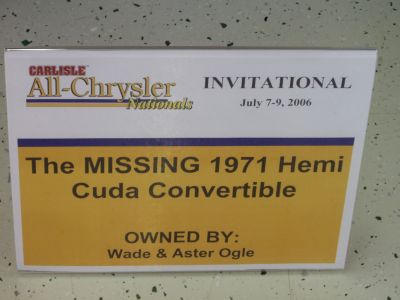 CARLISLE
All-Chrysler
Nationals
INVITATIONAL
July 7-9, 2006
The MISSING 1971 Hemi
Cuda Convertible
OWNED BY:
Wade & Aster Ogle